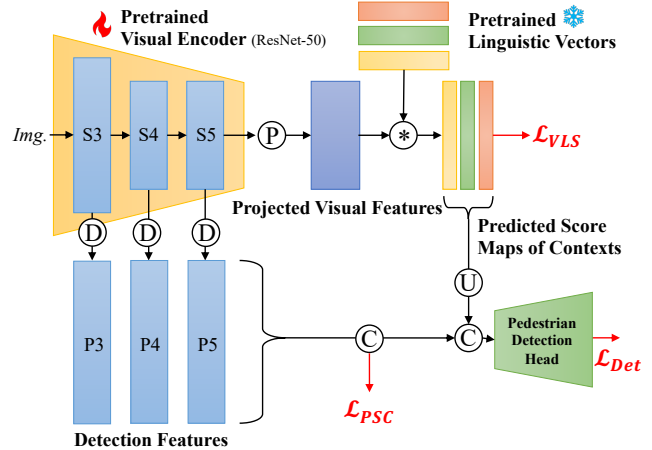 Pretrained
Visual Encoder (ResNet-50)
Pretrained
Linguistic Vectors
Img.
S3
S4
S5
P
*
ℒ_VLS
Projected Visual Features
Predicted Score
Maps of Contexts
D
D
D
U
P3
P4
P5
C
C
Pedestrian
Detection
Head
ℒ_Det
ℒ_PSC
Detection Features